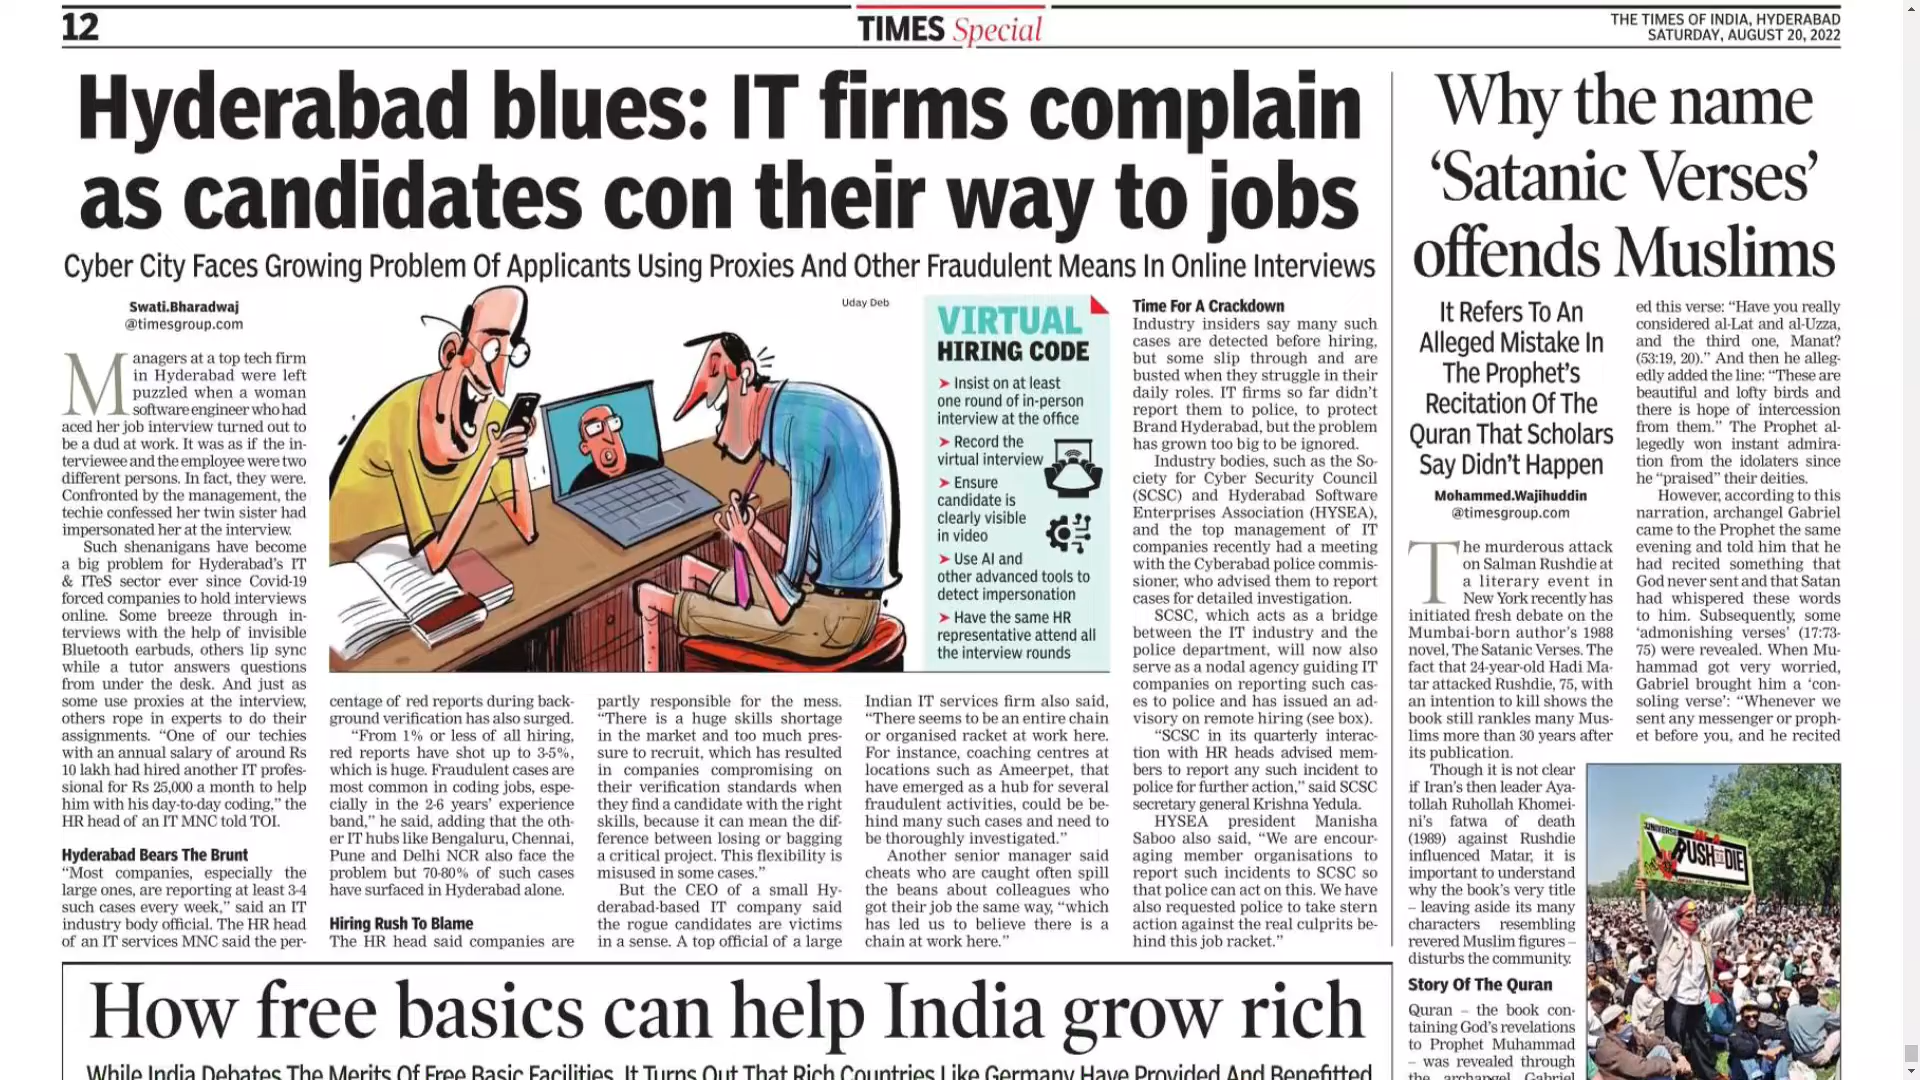 12
TIMES Special
THE TIMES OF INDIA, HYDERABAD
SATURDAY, AUGUST 20, 2022
Hyderabad blues: IT firms complain
as candidates con their way to jobs
Cyber City Faces Growing Problem Of Applicants Using Proxies And Other Fraudulent Means In Online Interviews
Swati.Bharadwaj
@timesgroup.com
Managers at a top tech firm
in Hyderabad were left
puzzled when a woman
software engineer who had
aced her job interview turned out to
be a dud at work. It was as if the in-
terviewee and the employee were two
different persons. In fact, they were.
Confronted by the management, the
techie confessed her twin sister had
impersonated her at the interview.
Such shenanigans have become
a big problem for Hyderabad's IT
& ITeS sector ever since Covid-19
forced companies to hold interviews
online. Some breeze through in-
terviews with the help of invisible
Bluetooth earbuds, others lip sync
while a tutor answers questions
from under the desk. And just as
some use proxies at the interview,
others rope in experts to do their
assignments. “One of our techies
with an annual salary of around Rs
10 lakh had hired another IT profes-
sional for Rs 25,000 a month to help
him with his day-to-day coding,” the
HR head of an IT MNC told TOI.
Hyderabad Bears The Brunt
“Most companies, especially the
large ones, are reporting at least 3-4
such cases every week,” said an IT
industry body official. The HR head
of an IT services MNC said the per-
Uday Deb
centage of red reports during back-
ground verification has also surged.
“From 1% or less of all hiring,
red reports have shot up to 3-5%,
which is huge. Fraudulent cases are
most common in coding jobs, espe-
cially in the 2-6 years’ experience
band,” he said, adding that the oth-
er IT hubs like Bengaluru, Chennai,
Pune and Delhi NCR also face the
problem but 70-80% of such cases
have surfaced in Hyderabad alone.
Hiring Rush To Blame
The HR head said companies are
partly responsible for the mess.
“There is a huge skills shortage
in the market and too much pres-
sure to recruit, which has resulted
in companies compromising on
their verification standards when
they find a candidate with the right
skills, because it can mean the dif-
ference between losing or bagging
a critical project. This flexibility is
misused in some cases.”
But the CEO of a small Hy-
derabad-based IT company said
the rogue candidates are victims
in a sense. A top official of a large
VIRTUAL
HIRING CODE
➤ Insist on at least
one round of in-person
interview at the office
➤ Record the
virtual interview
➤ Ensure
candidate is
clearly visible
in video
➤ Use AI and
other advanced tools to
detect impersonation
➤ Have the same HR
representative attend all
the interview rounds
Indian IT services firm also said,
“There seems to be an entire chain
or organised racket at work here.
For instance, coaching centres at
locations such as Ameerpet, that
have emerged as a hub for several
fraudulent activities, could be be-
hind many such cases and need to
be thoroughly investigated.”
Another senior manager said
cheats who are caught often spill
the beans about colleagues who
got their job the same way, “which
has led us to believe there is a
chain at work here.”
Time For A Crackdown
Industry insiders say many such
cases are detected before hiring,
but some slip through and are
busted when they struggle in their
daily roles. IT firms so far didn’t
report them to police, to protect
Brand Hyderabad, but the problem
has grown too big to be ignored.
Industry bodies, such as the So-
ciety for Cyber Security Council
(SCSC) and Hyderabad Software
Enterprises Association (HYSEA),
and the top management of IT
companies recently had a meeting
with the Cyberabad police commis-
sioner, who advised them to report
cases for detailed investigation.
SCSC, which acts as a bridge
between the IT industry and the
police department, will now also
serve as a nodal agency guiding IT
companies on reporting such cas-
es to police and has issued an ad-
visory on remote hiring (see box).
“SCSC in its quarterly interac-
tion with HR heads advised mem-
bers to report any such incident to
police for further action,” said SCSC
secretary general Krishna Yedula.
HYSEA president Manisha
Saboo also said, “We are encour-
aging member organisations to
report such incidents to SCSC so
that police can act on this. We have
also requested police to take stern
action against the real culprits be-
hind this job racket.”
Why the name
‘Satanic Verses’
offends Muslims
It Refers To An
Alleged Mistake In
The Prophet’s
Recitation Of The
Quran That Scholars
Say Didn’t Happen
Mohammed.Wajihuddin
@timesgroup.com
The murderous attack
on Salman Rushdie at
a literary event in
New York recently has
initiated fresh debate on the
Mumbai-born author’s 1988
novel, The Satanic Verses. The
fact that 24-year-old Hadi Ma-
tar attacked Rushdie, 75, with
an intention to kill shows the
book still rankles many Mus-
lims more than 30 years after
its publication.
Though it is not clear
if Iran’s then leader Aya-
tollah Ruhollah Khomei-
ni’s fatwa of death
(1989) against Rushdie
influenced Matar, it is
important to understand
why the book’s very title
– leaving aside its many
characters resembling
revered Muslim figures –
disturbs the community.
Story Of The Quran
Quran – the book con-
taining God’s revelations
to Prophet Muhammad
– was revealed through
the archangel Gabriel
ed this verse: “Have you really
considered al-Lat and al-Uzza,
and the third one, Manat?
(53:19, 20).” And then he alleg-
edly added the line: “These are
beautiful and lofty birds and
there is hope of intercession
from them.” The Prophet al-
legedly won instant admira-
tion from the idolaters since
he “praised” their deities.
However, according to this
narration, archangel Gabriel
came to the Prophet the same
evening and told him that he
had recited something that
God never sent and that Satan
had whispered these words
to him. Subsequently, some
‘admonishing verses’ (17:73-
75) were revealed. When Mu-
hammad got very worried,
Gabriel brought him a ‘con-
soling verse’: “Whenever we
sent any messenger or proph-
et before you, and he recited
RUSH DIE
How free basics can help India grow rich
While India Debates The Merits Of Free Basic Facilities, It Turns Out That Rich Countries Like Germany Have Provided And Benefitted